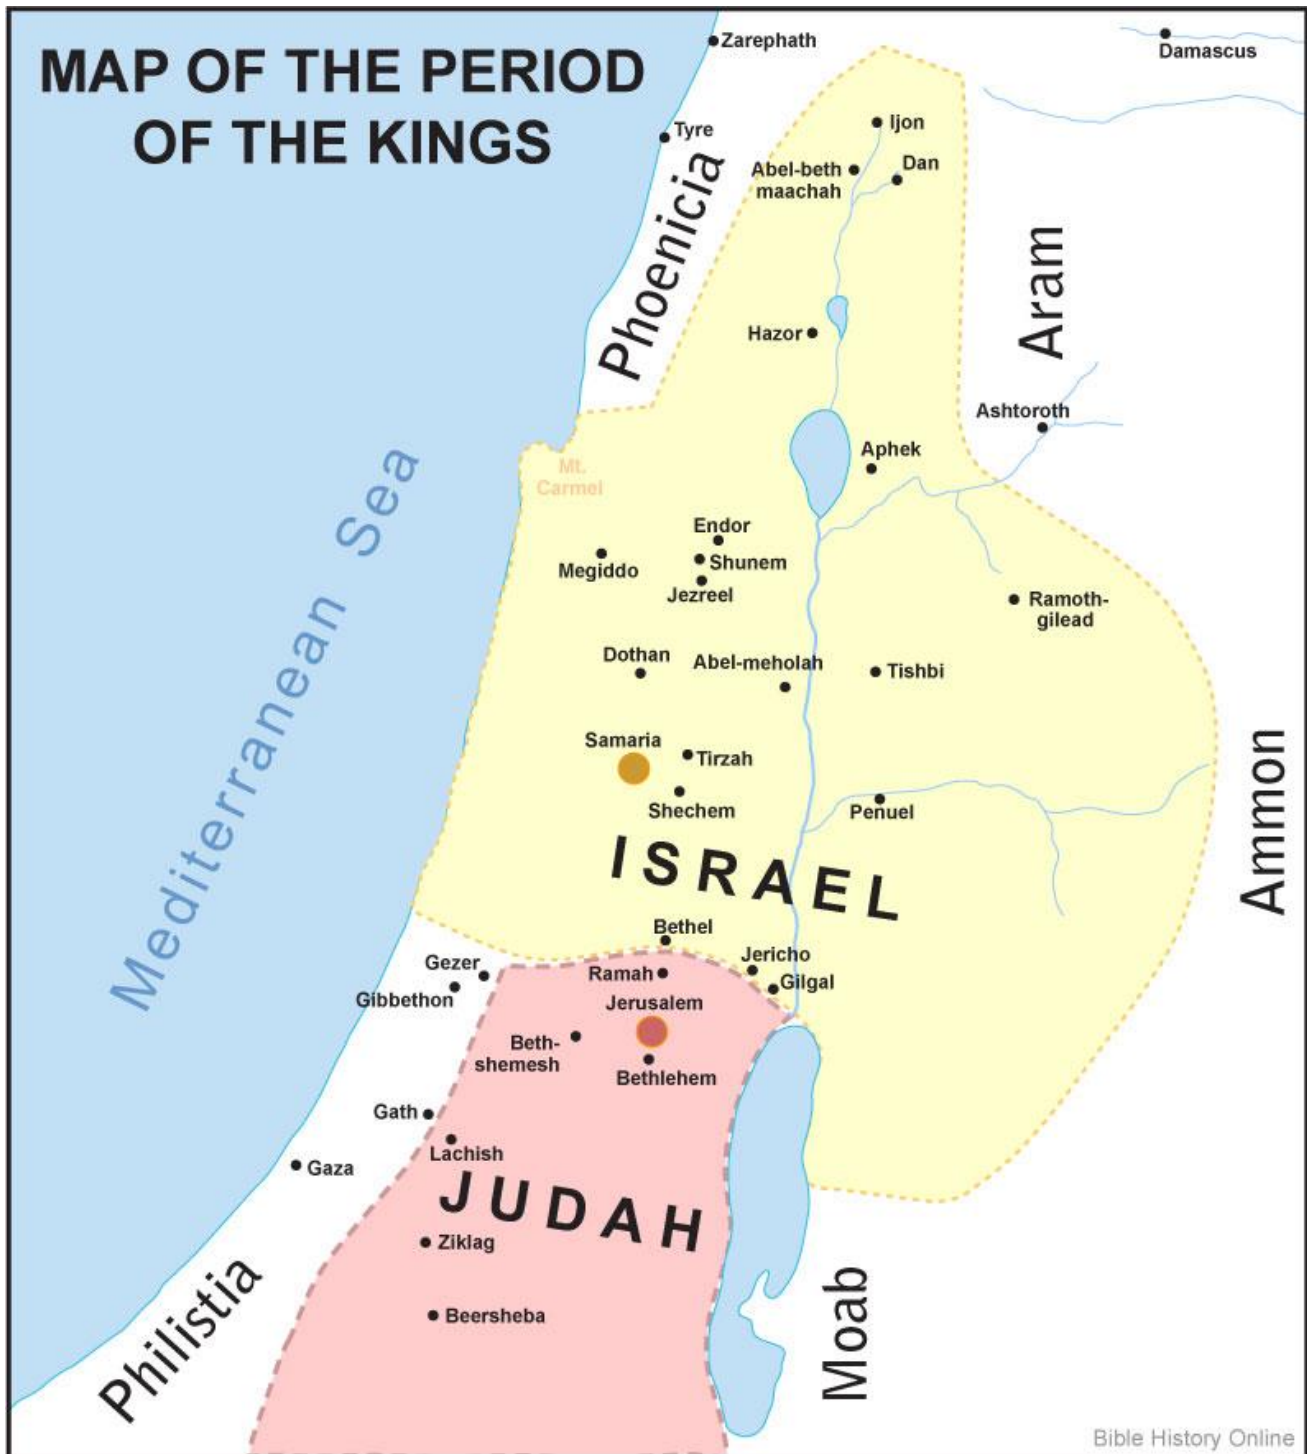 MAP OF THE PERIOD
OF THE KINGS
Zarephath
Damascus
Tyre
Ijon
Dan
Abel-beth
maachah
Phoenicia
Aram
Hazor
Ashtoroth
Aphek
Mt.
Carmel
Mediterranean Sea
Endor
Shunem
Megiddo
Jezreel
Ramoth-
gilead
Dothan
Abel-meholah
Tishbi
Samaria
Tirzah
Shechem
Penuel
Ammon
ISRAEL
Bethel
Jericho
Gezer
Ramah
Gilgal
Gibbethon
Jerusalem
Beth-
shemesh
Bethlehem
Gath
Lachish
Gaza
JUDAH
Ziklag
Beersheba
Philistia
Moab
Bible History Online